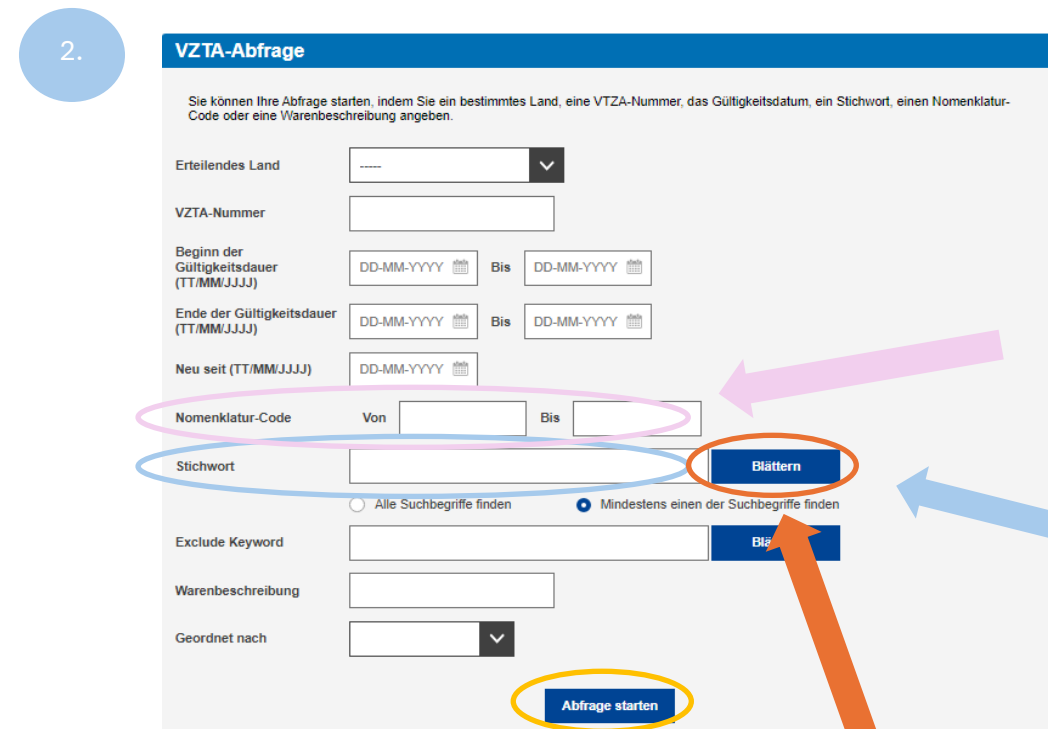 2.
VZTA-Abfrage
Sie können Ihre Abfrage starten, indem Sie ein bestimmtes Land, eine VTZA-Nummer, das Gültigkeitsdatum, ein Stichwort, einen Nomenklatur-
Code oder eine Warenbeschreibung angeben.
Erteilendes Land -----
VZTA-Nummer
Beginn der
Gültigkeitsdauer
(TT/MM/JJJJ)
DD-MM-YYYY Bis DD-MM-YYYY
Ende der Gültigkeitsdauer
(TT/MM/JJJJ)
DD-MM-YYYY Bis DD-MM-YYYY
Neu seit (TT/MM/JJJJ) DD-MM-YYYY
Nomenklatur-Code Von Bis
Stichwort Blättern
Alle Suchbegriffe finden Mindestens einen der Suchbegriffe finden
Exclude Keyword
Warenbeschreibung
Geordnet nach
Abfrage starten